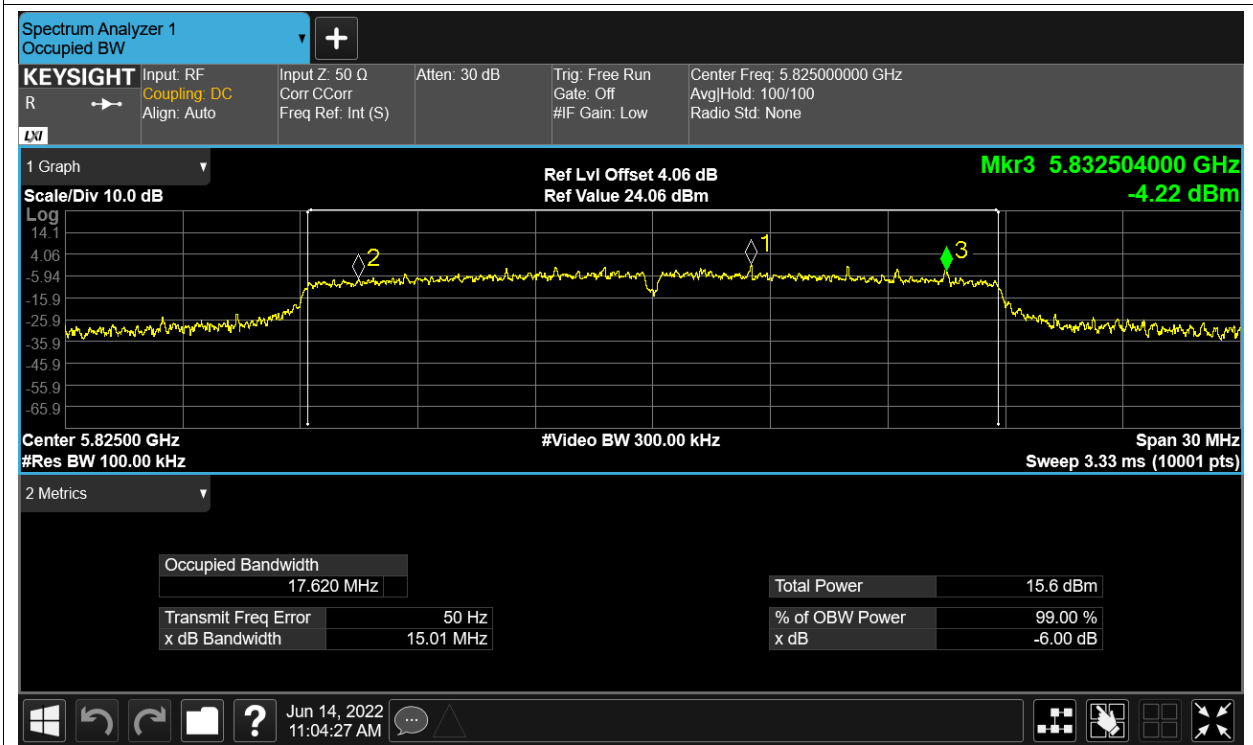 Spectrum Analyzer 1
Occupied BW
KEYSIGHT
R
LXI
Input: RF
Coupling: DC
Align: Auto
Input Z: 50 Ω
Corr CCorr
Freq Ref: Int (S)
Atten: 30 dB
Trig: Free Run
Gate: Off
#IF Gain: Low
Center Freq: 5.825000000 GHz
Avg|Hold: 100/100
Radio Std: None
1 Graph
Scale/Div 10.0 dB
Ref Lvl Offset 4.06 dB
Ref Value 24.06 dBm
Mkr3 5.832504000 GHz
-4.22 dBm
Log
14.1
4.06
-5.94
-15.9
-25.9
-35.9
-45.9
-55.9
-65.9
2
1
3
Center 5.82500 GHz
#Res BW 100.00 kHz
#Video BW 300.00 kHz
Span 30 MHz
Sweep 3.33 ms (10001 pts)
2 Metrics
Occupied Bandwidth
17.620 MHz
Transmit Freq Error 50 Hz
x dB Bandwidth 15.01 MHz
Total Power 15.6 dBm
% of OBW Power 99.00 %
x dB -6.00 dB
?
Jun 14, 2022
11:04:27 AM